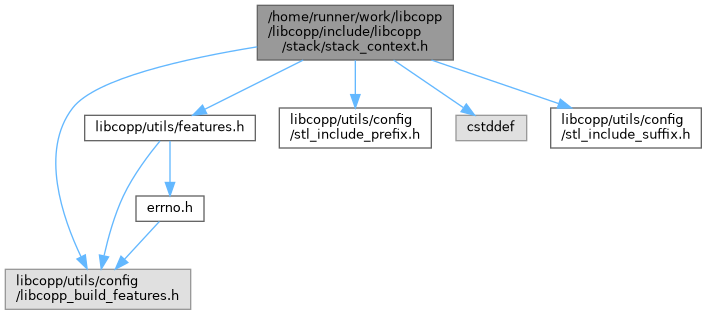 /home/runner/work/libcopp
/libcopp/include/libcopp
/stack/stack_context.h
libcopp/utils/features.h
libcopp/utils/config
/stl_include_prefix.h
cstddef
libcopp/utils/config
/stl_include_suffix.h
errno.h
libcopp/utils/config
/libcopp_build_features.h